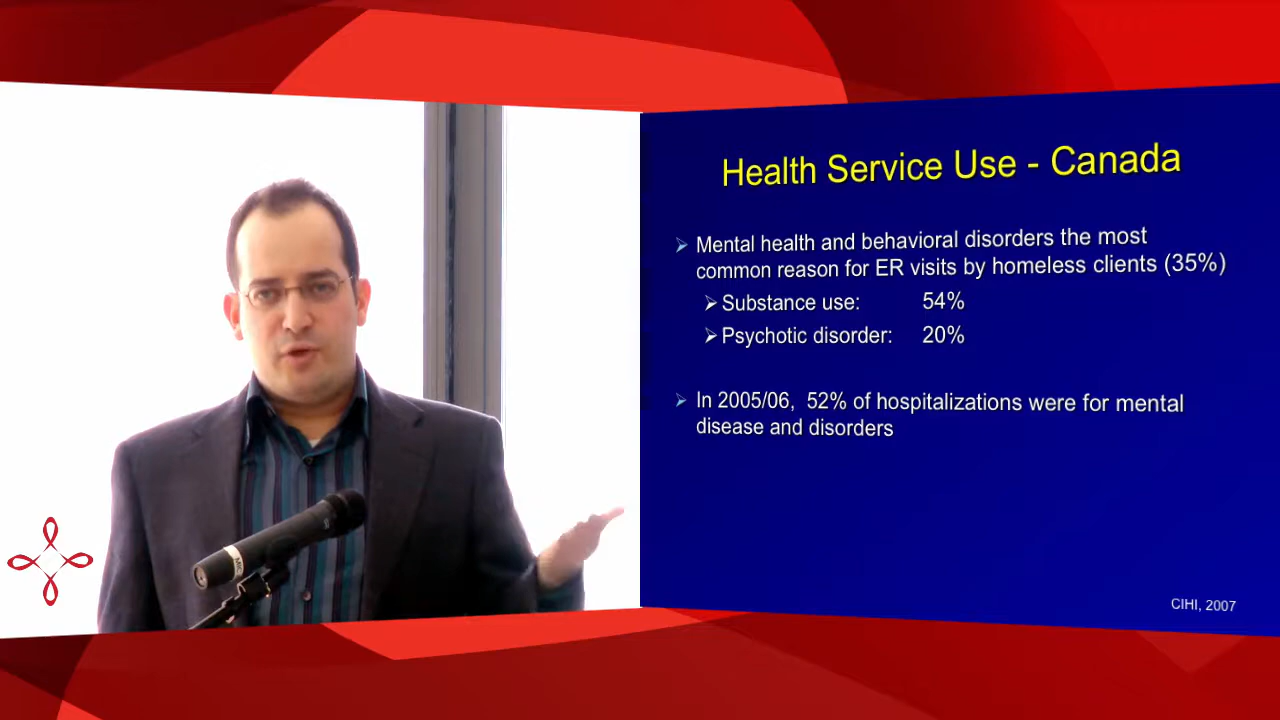 Health Service Use - Canada
Mental health and behavioral disorders the most
common reason for ER visits by homeless clients (35%)
Substance use: 54%
Psychotic disorder: 20%
In 2005/06, 52% of hospitalizations were for mental
disease and disorders
CIHI, 2007